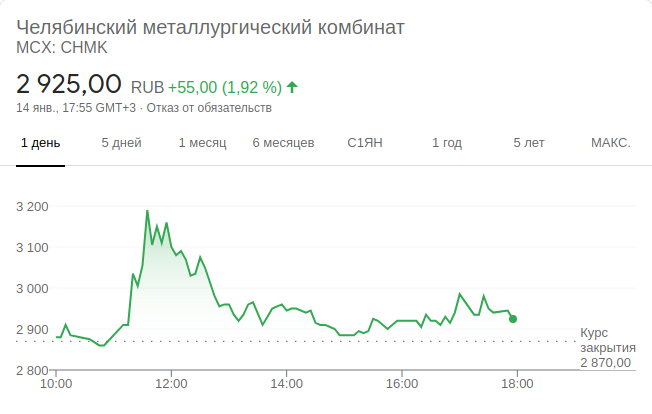 Челябинский металлургический комбинат
MCX: CHMK
2 925,00 RUB +55,00 (1,92 %)
14 янв., 17:55 GMT+3 · Отказ от обязательств
1 день 5 дней 1 месяц 6 месяцев С1ЯН 1 год 5 лет МАКС.
3 200
3 100
3 000
2 900
Курс
закрытия
2 870,00
2 800
10:00 12:00 14:00 16:00 18:00